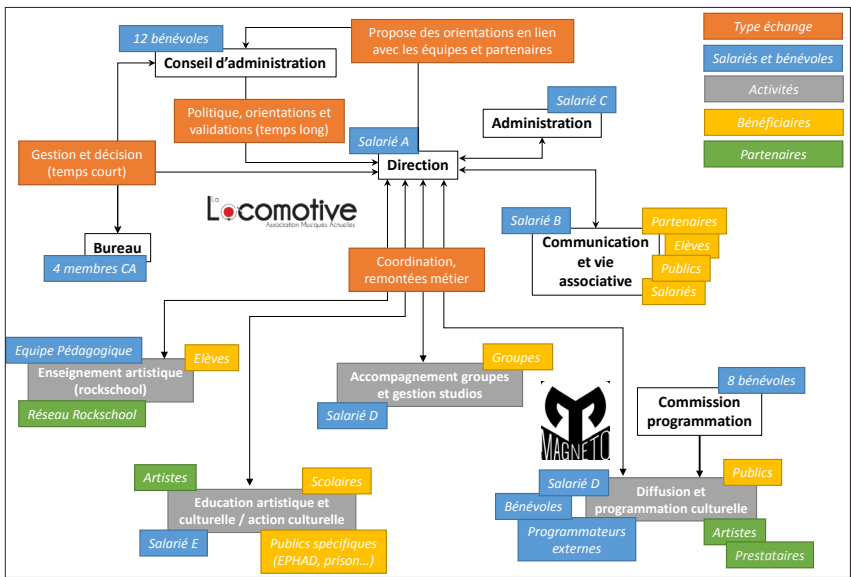 12 bénévoles
Conseil d'administration
Propose des orientations en lien
avec les équipes et partenaires
Type échange
Salariés et bénévoles
Activités
Bénéficiaires
Partenaires
Politique, orientations et
validations (temps long)
Salarié A
Direction
Salarié C
Administration
Gestion et décision
(temps court)
La
Locomotive
Association Musiques Actuelles
Bureau
4 membres CA
Salarié B
Communication
et vie
associative
Partenaires
Elèves
Publics
Salariés
Coordination,
remontées métier
Equipe Pédagogique
Elèves
Enseignement artistique
(rockschool)
Réseau Rockschool
Groupes
Accompagnement groupes
et gestion studios
Salarié D
MAGNETO
8 bénévoles
Commission
programmation
Artistes
Scolaires
Education artistique et
culturelle / action culturelle
Salarié E
Publics spécifiques
(EPHAD, prison…)
Salarié D
Bénévoles
Programmateurs
externes
Publics
Diffusion et
programmation culturelle
Artistes
Prestataires